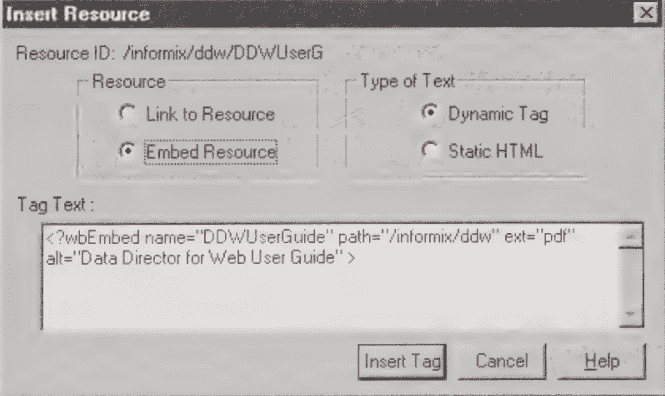 Insert Resource
Resource ID: /informix/ddw/DDWUserG
Resource
Type of Text
Link to Resource
Dynamic Tag
Embed Resource
Static HTML
Tag Text :
<?wbEmbed name="DDWUserGuide" path="/informix/ddw" ext="pdf"
alt="Data Director for Web User Guide" >
Insert Tag
Cancel
Help